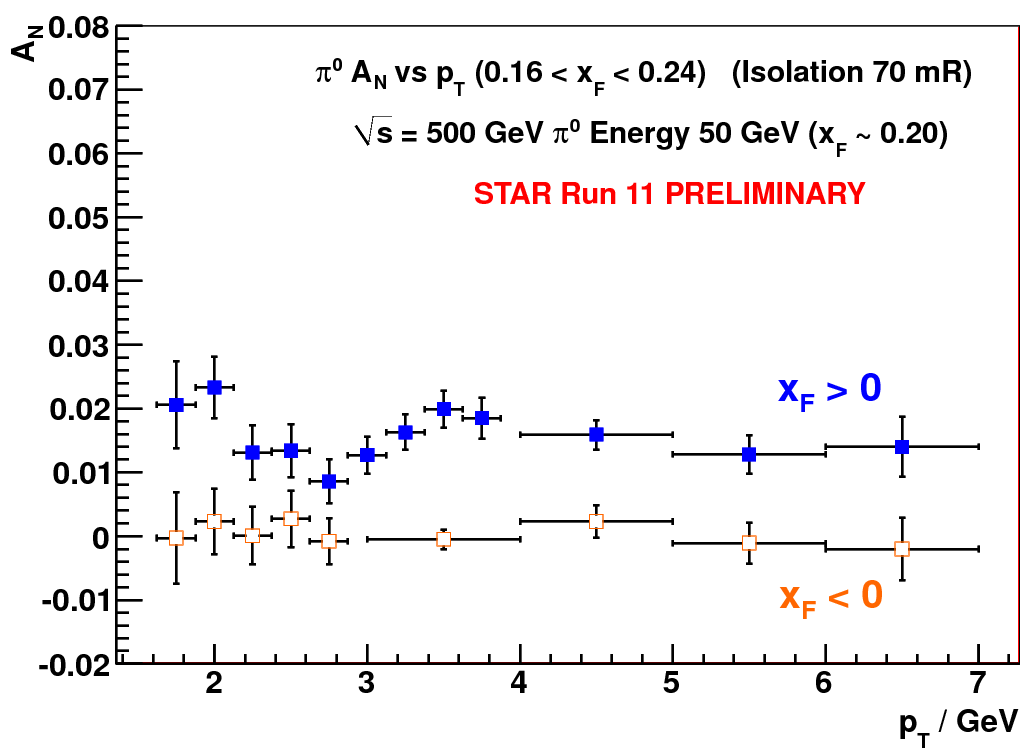 A_N
0.08
π⁰ A_N vs p_T (0.16 < x_F < 0.24) (Isolation 70 mR)
0.07
√s = 500 GeV π⁰ Energy 50 GeV (x_F ~ 0.20)
0.06
STAR Run 11 PRELIMINARY
0.05
0.04
0.03
x_F > 0
0.02
0.01
0
x_F < 0
-0.01
-0.02
2 3 4 5 6 7
p_T / GeV